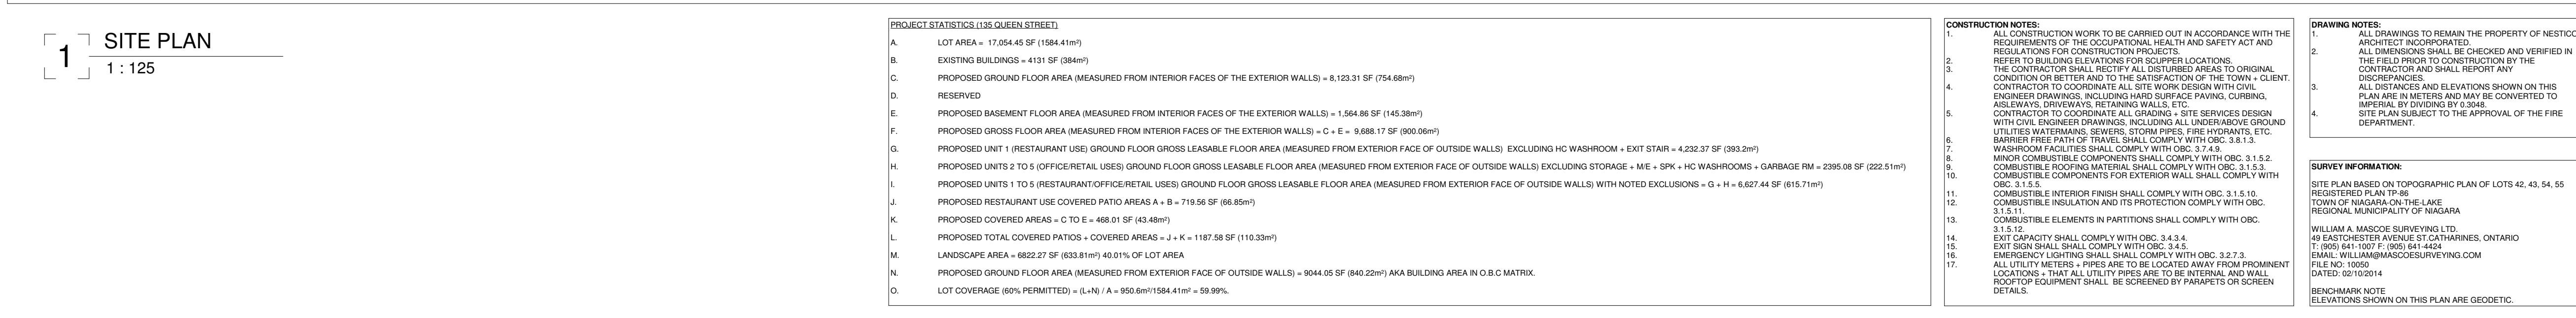 1
SITE PLAN
1 : 125
PROJECT STATISTICS (135 QUEEN STREET)
A. LOT AREA = 17,054.45 SF (1584.41m²)
B. EXISTING BUILDINGS = 4131 SF (384m²)
C. PROPOSED GROUND FLOOR AREA (MEASURED FROM INTERIOR FACES OF THE EXTERIOR WALLS) = 8,123.31 SF (754.68m²)
D. RESERVED
E. PROPOSED BASEMENT FLOOR AREA (MEASURED FROM INTERIOR FACES OF THE EXTERIOR WALLS) = 1,564.86 SF (145.38m²)
F. PROPOSED GROSS FLOOR AREA (MEASURED FROM INTERIOR FACES OF THE EXTERIOR WALLS) = C + E = 9,688.17 SF (900.06m²)
G. PROPOSED UNIT 1 (RESTAURANT USE) GROUND FLOOR GROSS LEASABLE FLOOR AREA (MEASURED FROM EXTERIOR FACE OF OUTSIDE WALLS) EXCLUDING HC WASHROOM + EXIT STAIR = 4,232.37 SF (393.2m²)
H. PROPOSED UNITS 2 TO 5 (OFFICE/RETAIL USES) GROUND FLOOR GROSS LEASABLE FLOOR AREA (MEASURED FROM EXTERIOR FACE OF OUTSIDE WALLS) EXCLUDING STORAGE + M/E + SPK + HC WASHROOMS + GARBAGE RM = 2395.08 SF (222.51m²)
I. PROPOSED UNITS 1 TO 5 (RESTAURANT/OFFICE/RETAIL USES) GROUND FLOOR GROSS LEASABLE FLOOR AREA (MEASURED FROM EXTERIOR FACE OF OUTSIDE WALLS) WITH NOTED EXCLUSIONS = G + H = 6,627.44 SF (615.71m²)
J. PROPOSED RESTAURANT USE COVERED PATIO AREAS A + B = 719.56 SF (66.85m²)
K. PROPOSED COVERED AREAS = C TO E = 468.01 SF (43.48m²)
L. PROPOSED TOTAL COVERED PATIOS + COVERED AREAS = J + K = 1187.58 SF (110.33m²)
M. LANDSCAPE AREA = 6822.27 SF (633.81m²) 40.01% OF LOT AREA
N. PROPOSED GROUND FLOOR AREA (MEASURED FROM EXTERIOR FACE OF OUTSIDE WALLS) = 9044.05 SF (840.22m²) AKA BUILDING AREA IN O.B.C MATRIX.
O. LOT COVERAGE (60% PERMITTED) = (L+N) / A = 950.6m²/1584.41m² = 59.99%.
CONSTRUCTION NOTES:
1. ALL CONSTRUCTION WORK TO BE CARRIED OUT IN ACCORDANCE WITH THE
REQUIREMENTS OF THE OCCUPATIONAL HEALTH AND SAFETY ACT AND
REGULATIONS FOR CONSTRUCTION PROJECTS.
2. REFER TO BUILDING ELEVATIONS FOR SCUPPER LOCATIONS.
3. THE CONTRACTOR SHALL RECTIFY ALL DISTURBED AREAS TO ORIGINAL
CONDITION OR BETTER AND TO THE SATISFACTION OF THE TOWN + CLIENT.
4. CONTRACTOR TO COORDINATE ALL SITE WORK DESIGN WITH CIVIL
ENGINEER DRAWINGS, INCLUDING HARD SURFACE PAVING, CURBING,
AISLEWAYS, DRIVEWAYS, RETAINING WALLS, ETC.
5. CONTRACTOR TO COORDINATE ALL GRADING + SITE SERVICES DESIGN
WITH CIVIL ENGINEER DRAWINGS, INCLUDING ALL UNDER/ABOVE GROUND
UTILITIES WATERMAINS, SEWERS, STORM PIPES, FIRE HYDRANTS, ETC.
6. BARRIER FREE PATH OF TRAVEL SHALL COMPLY WITH OBC. 3.8.1.3.
7. WASHROOM FACILITIES SHALL COMPLY WITH OBC. 3.7.4.9.
8. MINOR COMBUSTIBLE COMPONENTS SHALL COMPLY WITH OBC. 3.1.5.2.
9. COMBUSTIBLE ROOFING MATERIAL SHALL COMPLY WITH OBC. 3.1.5.3.
10. COMBUSTIBLE COMPONENTS FOR EXTERIOR WALL SHALL COMPLY WITH
OBC. 3.1.5.5.
11. COMBUSTIBLE INTERIOR FINISH SHALL COMPLY WITH OBC. 3.1.5.10.
12. COMBUSTIBLE INSULATION AND ITS PROTECTION COMPLY WITH OBC.
3.1.5.11.
13. COMBUSTIBLE ELEMENTS IN PARTITIONS SHALL COMPLY WITH OBC.
3.1.5.12.
14. EXIT CAPACITY SHALL COMPLY WITH OBC. 3.4.3.4.
15. EXIT SIGN SHALL SHALL COMPLY WITH OBC. 3.4.5.
16. EMERGENCY LIGHTING SHALL SHALL COMPLY WITH OBC. 3.2.7.3.
17. ALL UTILITY METERS + PIPES ARE TO BE LOCATED AWAY FROM PROMINENT
LOCATIONS + THAT ALL UTILITY PIPES ARE TO BE INTERNAL AND WALL
ROOFTOP EQUIPMENT SHALL BE SCREENED BY PARAPETS OR SCREEN
DETAILS.
DRAWING NOTES:
1. ALL DRAWINGS TO REMAIN THE PROPERTY OF NESTICO
ARCHITECT INCORPORATED.
2. ALL DIMENSIONS SHALL BE CHECKED AND VERIFIED IN
THE FIELD PRIOR TO CONSTRUCTION BY THE
CONTRACTOR AND SHALL REPORT ANY
DISCREPANCIES.
3. ALL DISTANCES AND ELEVATIONS SHOWN ON THIS
PLAN ARE IN METERS AND MAY BE CONVERTED TO
IMPERIAL BY DIVIDING BY 0.3048.
4. SITE PLAN SUBJECT TO THE APPROVAL OF THE FIRE
DEPARTMENT.
SURVEY INFORMATION:
SITE PLAN BASED ON TOPOGRAPHIC PLAN OF LOTS 42, 43, 54, 55
REGISTERED PLAN TP-86
TOWN OF NIAGARA-ON-THE-LAKE
REGIONAL MUNICIPALITY OF NIAGARA
WILLIAM A. MASCOE SURVEYING LTD.
49 EASTCHESTER AVENUE ST.CATHARINES, ONTARIO
T: (905) 641-1007 F: (905) 641-4424
EMAIL: WILLIAM@MASCOESURVEYING.COM
FILE NO: 10050
DATED: 02/10/2014
BENCHMARK NOTE
ELEVATIONS SHOWN ON THIS PLAN ARE GEODETIC.